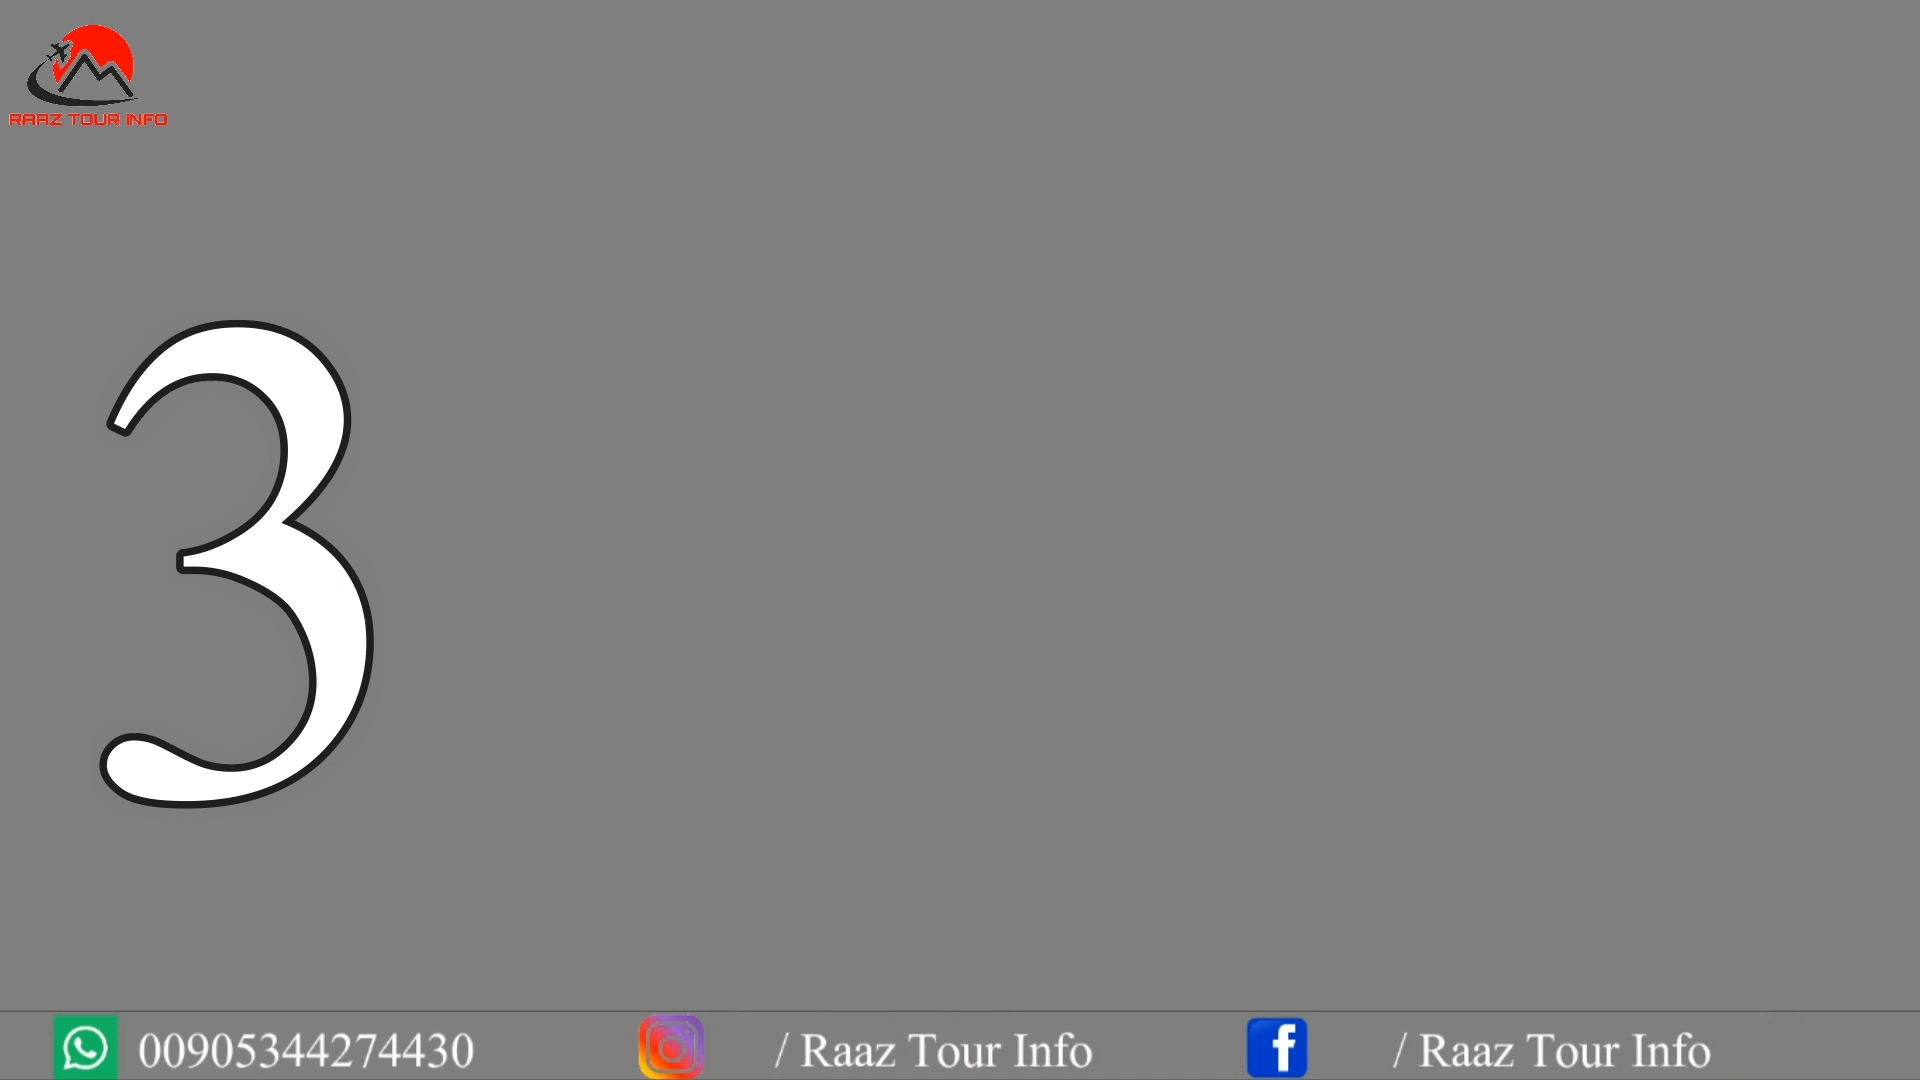 RAAZ TOUR INFO
3
00905344274430
/ Raaz Tour Info
/ Raaz Tour Info